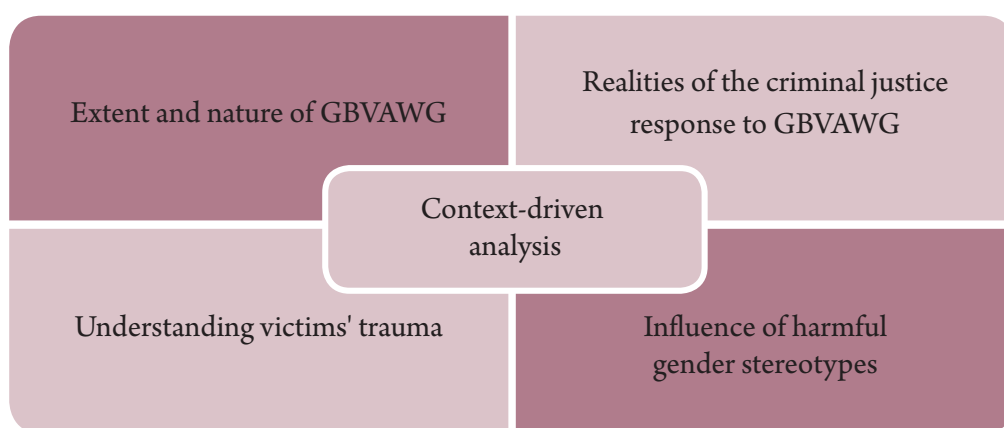 Extent and nature of GBVAWG
Realities of the criminal justice
response to GBVAWG
Context-driven
analysis
Understanding victims' trauma
Influence of harmful
gender stereotypes